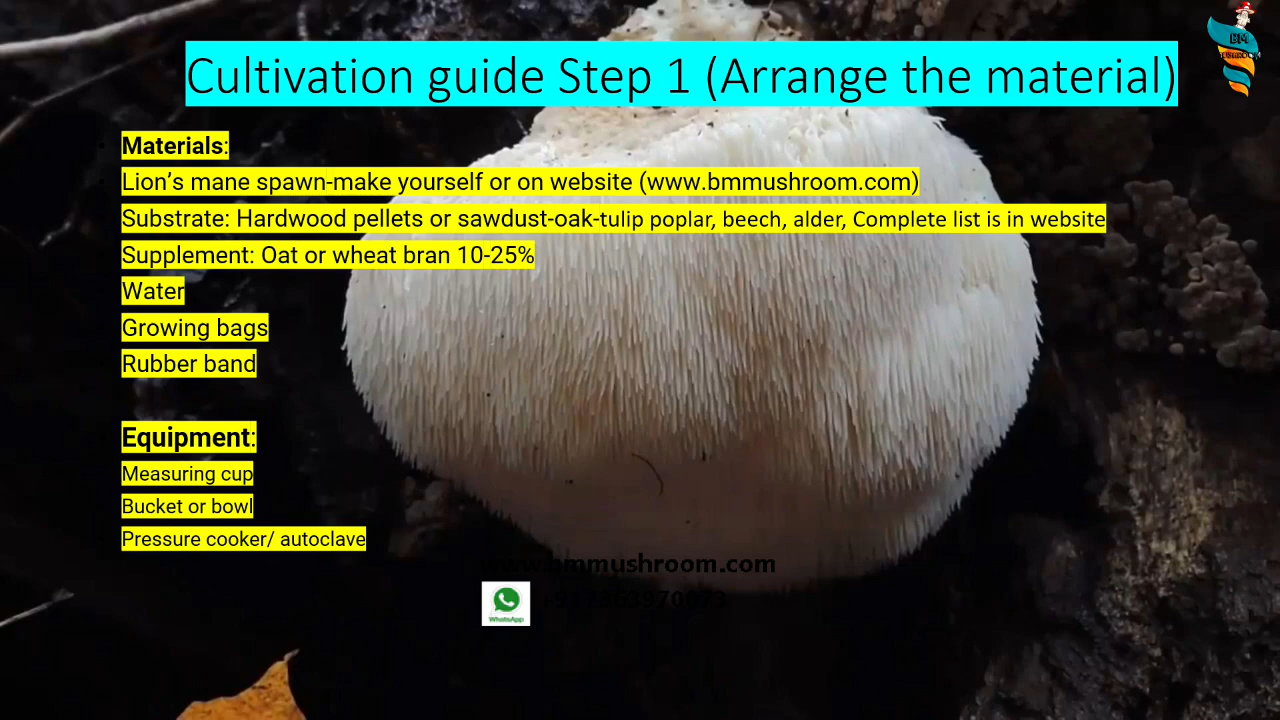 BM
Cultivation guide Step 1 (Arrange the material)
Materials:
Lion’s mane spawn-make yourself or on website (www.bmmushroom.com)
Substrate: Hardwood pellets or sawdust-oak-tulip poplar, beech, alder, Complete list is in website
Supplement: Oat or wheat bran 10-25%
Water
Growing bags
Rubber band
Equipment:
Measuring cup
Bucket or bowl
Pressure cooker/ autoclave
www.bmmushroom.com
WhatsApp